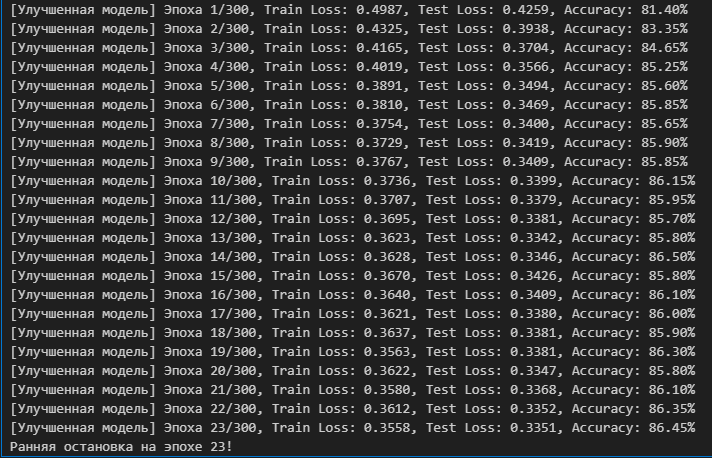 [Улучшенная модель] Эпоха 1/300, Train Loss: 0.4987, Test Loss: 0.4259, Accuracy: 81.40%
[Улучшенная модель] Эпоха 2/300, Train Loss: 0.4325, Test Loss: 0.3938, Accuracy: 83.35%
[Улучшенная модель] Эпоха 3/300, Train Loss: 0.4165, Test Loss: 0.3704, Accuracy: 84.65%
[Улучшенная модель] Эпоха 4/300, Train Loss: 0.4019, Test Loss: 0.3566, Accuracy: 85.25%
[Улучшенная модель] Эпоха 5/300, Train Loss: 0.3891, Test Loss: 0.3494, Accuracy: 85.60%
[Улучшенная модель] Эпоха 6/300, Train Loss: 0.3810, Test Loss: 0.3469, Accuracy: 85.85%
[Улучшенная модель] Эпоха 7/300, Train Loss: 0.3754, Test Loss: 0.3400, Accuracy: 85.65%
[Улучшенная модель] Эпоха 8/300, Train Loss: 0.3729, Test Loss: 0.3419, Accuracy: 85.90%
[Улучшенная модель] Эпоха 9/300, Train Loss: 0.3767, Test Loss: 0.3409, Accuracy: 85.85%
[Улучшенная модель] Эпоха 10/300, Train Loss: 0.3736, Test Loss: 0.3399, Accuracy: 86.15%
[Улучшенная модель] Эпоха 11/300, Train Loss: 0.3707, Test Loss: 0.3379, Accuracy: 85.95%
[Улучшенная модель] Эпоха 12/300, Train Loss: 0.3695, Test Loss: 0.3381, Accuracy: 85.70%
[Улучшенная модель] Эпоха 13/300, Train Loss: 0.3623, Test Loss: 0.3342, Accuracy: 85.80%
[Улучшенная модель] Эпоха 14/300, Train Loss: 0.3628, Test Loss: 0.3346, Accuracy: 86.50%
[Улучшенная модель] Эпоха 15/300, Train Loss: 0.3670, Test Loss: 0.3426, Accuracy: 85.80%
[Улучшенная модель] Эпоха 16/300, Train Loss: 0.3640, Test Loss: 0.3409, Accuracy: 86.10%
[Улучшенная модель] Эпоха 17/300, Train Loss: 0.3621, Test Loss: 0.3380, Accuracy: 86.00%
[Улучшенная модель] Эпоха 18/300, Train Loss: 0.3637, Test Loss: 0.3381, Accuracy: 85.90%
[Улучшенная модель] Эпоха 19/300, Train Loss: 0.3563, Test Loss: 0.3381, Accuracy: 86.30%
[Улучшенная модель] Эпоха 20/300, Train Loss: 0.3622, Test Loss: 0.3347, Accuracy: 85.80%
[Улучшенная модель] Эпоха 21/300, Train Loss: 0.3580, Test Loss: 0.3368, Accuracy: 86.10%
[Улучшенная модель] Эпоха 22/300, Train Loss: 0.3612, Test Loss: 0.3352, Accuracy: 86.35%
[Улучшенная модель] Эпоха 23/300, Train Loss: 0.3558, Test Loss: 0.3351, Accuracy: 86.45%
Ранняя остановка на эпохе 23!